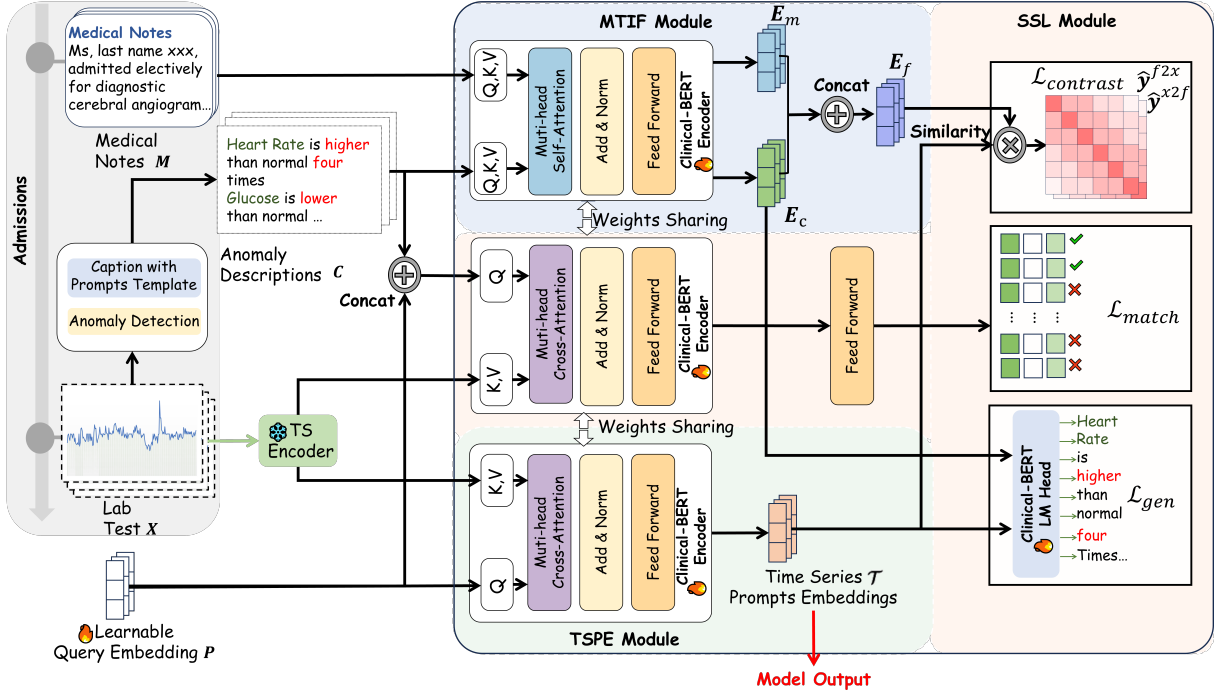 Admissions
Medical Notes
Ms, last name xxx,
admitted electively
for diagnostic
cerebral angiogram...
Medical
Notes M
Heart Rate is higher
than normal four
times
Glucose is lower
than normal ...
Anomaly
Descriptions C
Caption with
Prompts Template
Anomaly Detection
Lab
Test X
TS
Encoder
Concat
Learnable
Query Embedding P
MTIF Module
Q,K,V
Q,K,V
Muti-head
Self-Attention
Add & Norm
Feed Forward
Clinical-BERT
Encoder
E_m
E_c
Concat
E_f
Weights Sharing
Q
K,V
Muti-head
Cross-Attention
Add & Norm
Feed Forward
Clinical-BERT
Encoder
Feed Forward
Weights Sharing
K,V
Q
Muti-head
Cross-Attention
Add & Norm
Feed Forward
Clinical-BERT
Encoder
Time Series 𝒯
Prompts Embeddings
TSPE Module
Model Output
SSL Module
ℒ_contrast
ŷ^f2x
ŷ^x2f
Similarity
ℒ_match
Clinical-BERT
LM Head
Heart
Rate
is
higher
than
normal
four
Times...
ℒ_gen